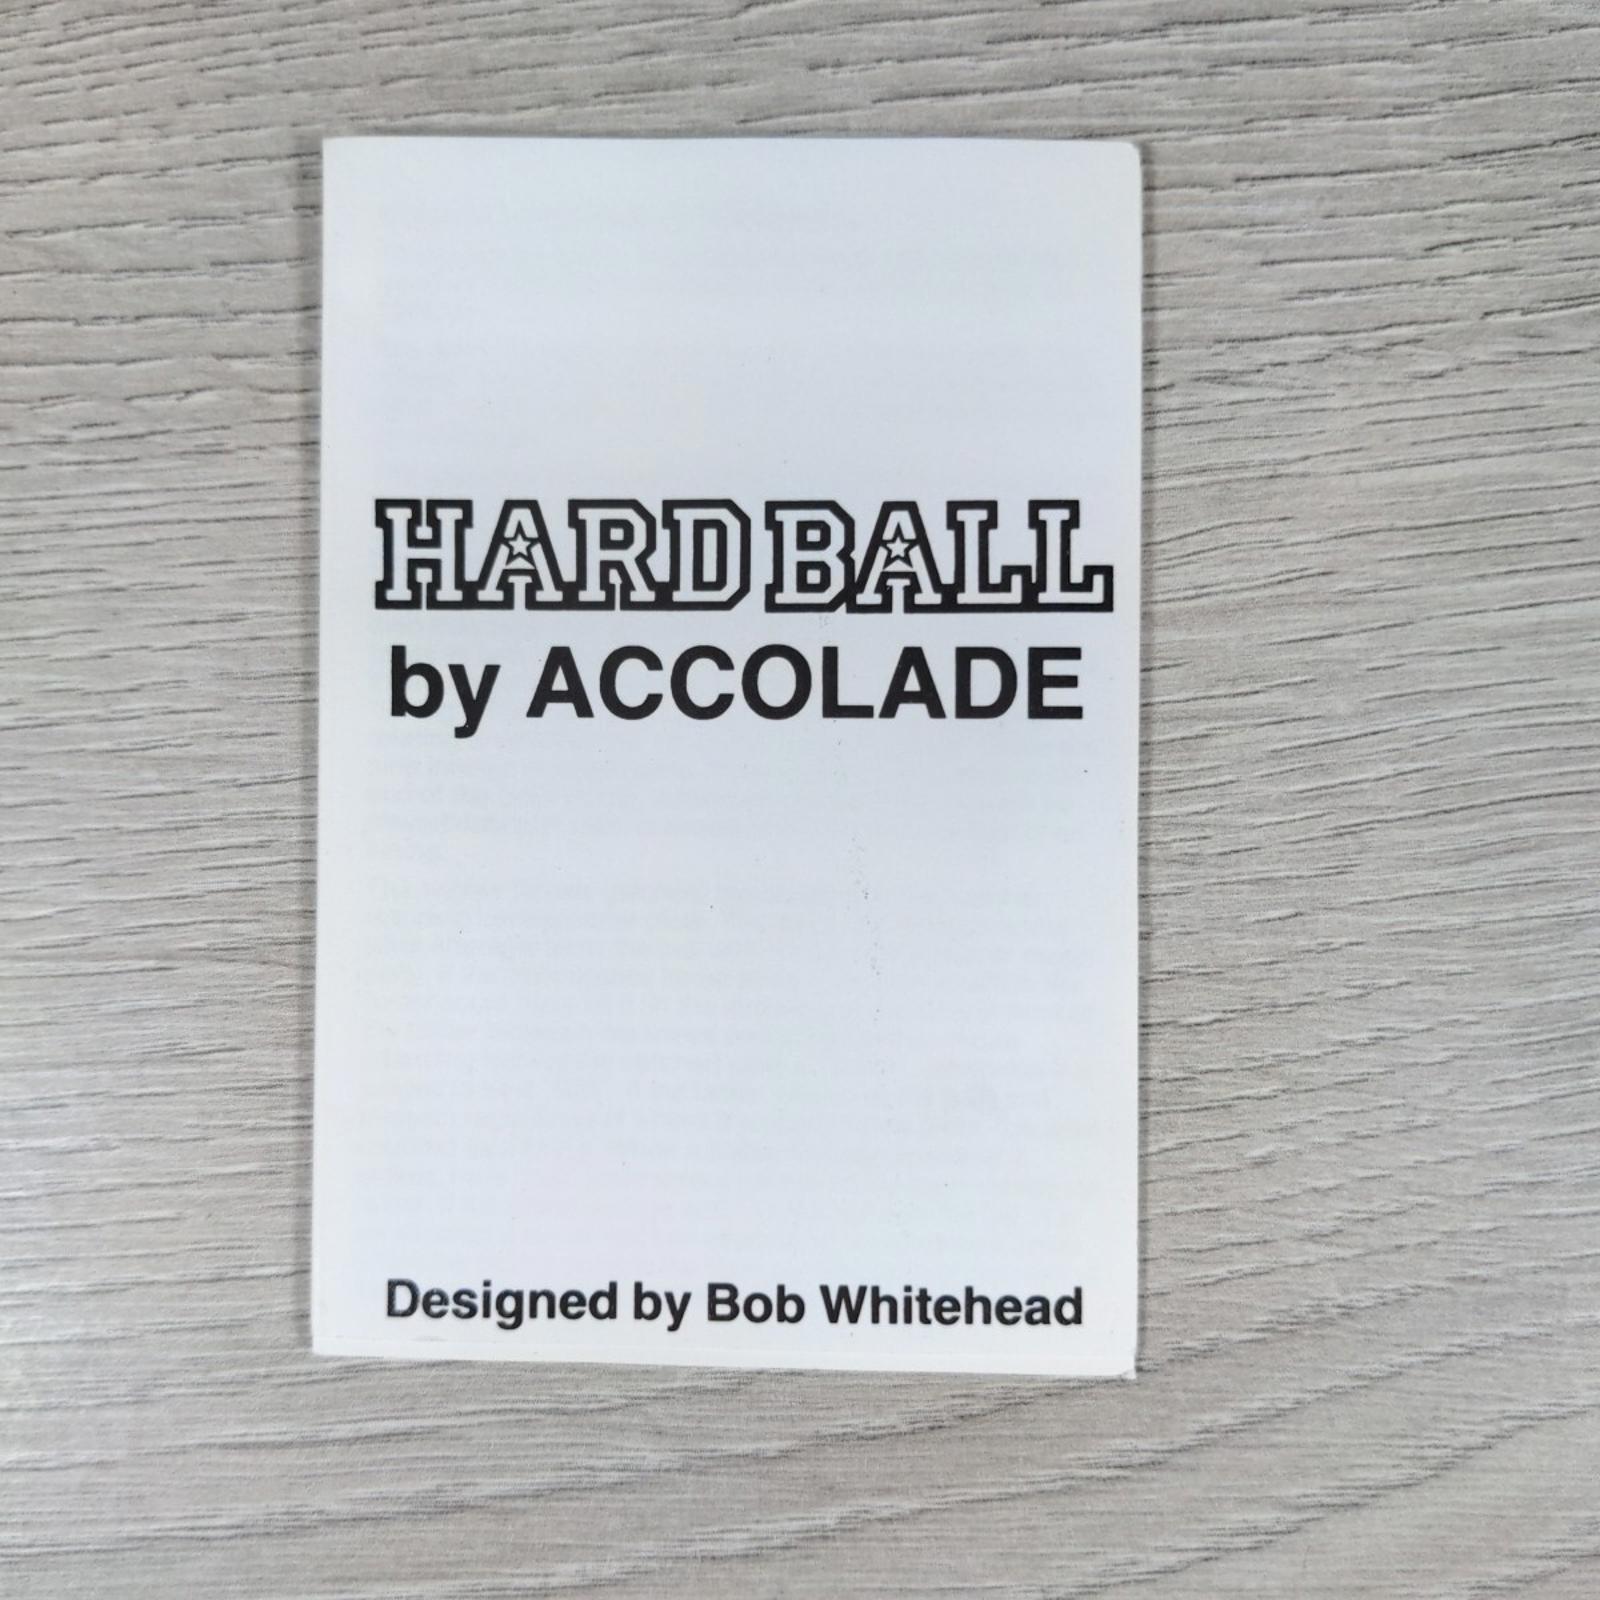 HARDBALL
by ACCOLADE
Designed by Bob Whitehead